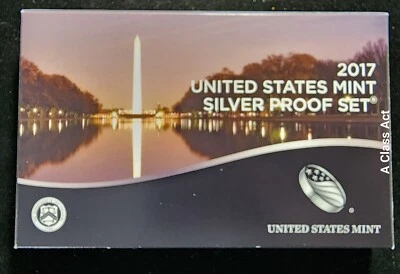 2017
UNITED STATES MINT
SILVER PROOF SET®
A Class Act
UNITED STATES MINT
®